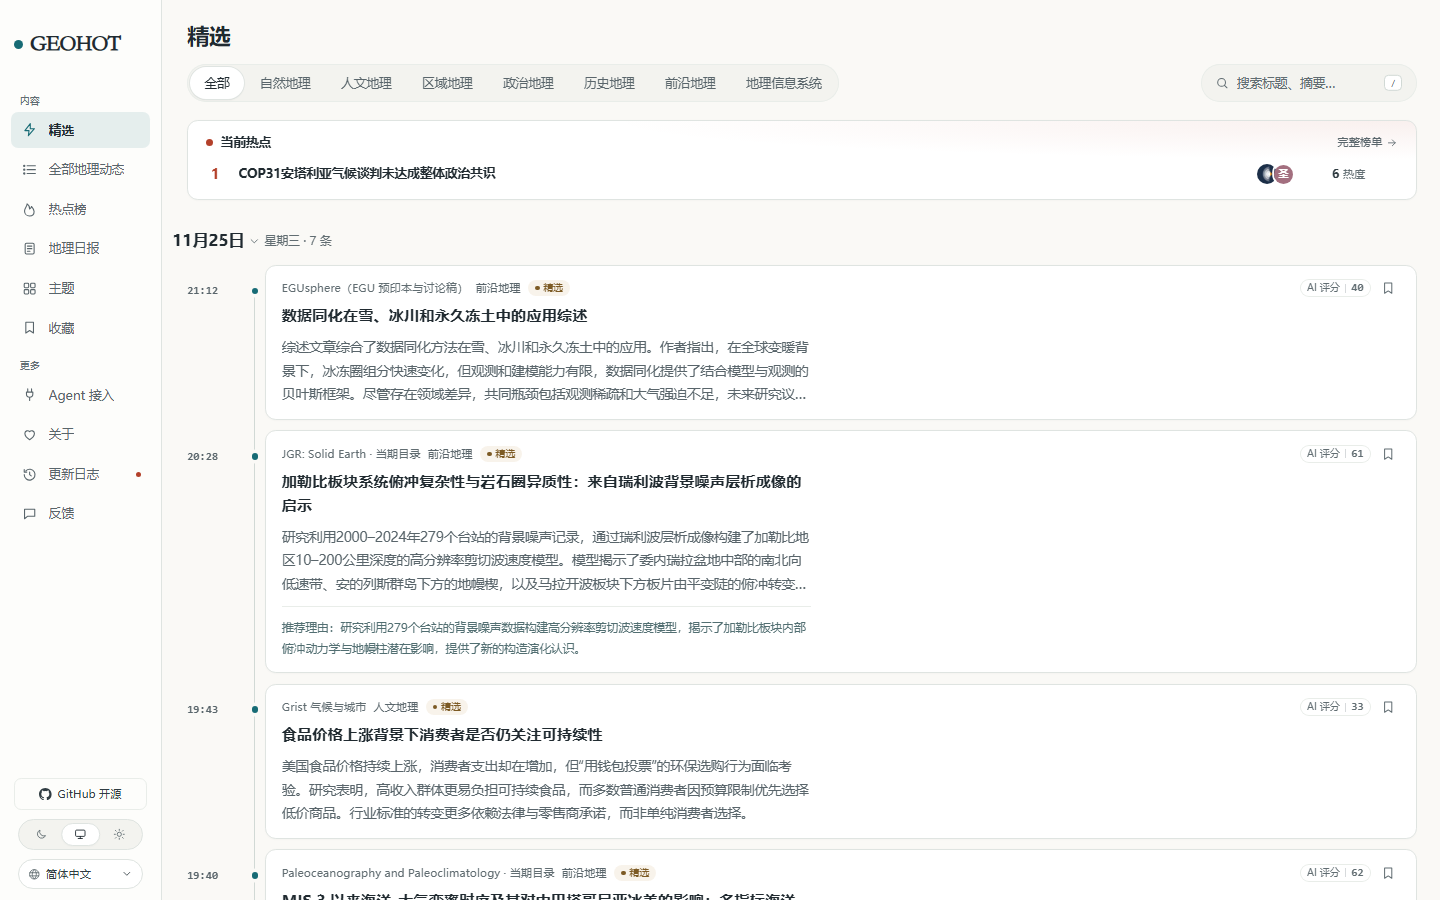 GEOHOT
内容
精选
全部地理动态
热点榜
地理日报
主题
收藏
更多
Agent 接入
关于
更新日志
反馈
GitHub 开源
简体中文
精选
全部 自然地理 人文地理 区域地理 政治地理 历史地理 前沿地理 地理信息系统
搜索标题、摘要... /
当前热点 完整榜单 →
1 COP31安塔利亚气候谈判未达成整体政治共识 圣 6 热度
11月25日 星期三 · 7 条
21:12 EGUsphere（EGU 预印本与讨论稿） 前沿地理 精选 AI 评分 40
数据同化在雪、冰川和永久冻土中的应用综述
综述文章综合了数据同化方法在雪、冰川和永久冻土中的应用。作者指出，在全球变暖背
景下，冰冻圈组分快速变化，但观测和建模能力有限，数据同化提供了结合模型与观测的
贝叶斯框架。尽管存在领域差异，共同瓶颈包括观测稀疏和大气强迫不足，未来研究议...
20:28 JGR: Solid Earth · 当期目录 前沿地理 精选 AI 评分 61
加勒比板块系统俯冲复杂性与岩石圈异质性：来自瑞利波背景噪声层析成像的
启示
研究利用2000–2024年279个台站的背景噪声记录，通过瑞利波层析成像构建了加勒比地
区10–200公里深度的高分辨率剪切波速度模型。模型揭示了委内瑞拉盆地中部的南北向
低速带、安的列斯群岛下方的地幔楔，以及马拉开波板块下方板片由平变陡的俯冲转变...
推荐理由：研究利用279个台站的背景噪声数据构建高分辨率剪切波速度模型，揭示了加勒比板块内部
俯冲动力学与地幔柱潜在影响，提供了新的构造演化认识。
19:43 Grist 气候与城市 人文地理 精选 AI 评分 33
食品价格上涨背景下消费者是否仍关注可持续性
美国食品价格持续上涨，消费者支出却在增加，但“用钱包投票”的环保选购行为面临考
验。研究表明，高收入群体更易负担可持续食品，而多数普通消费者因预算限制优先选择
低价商品。行业标准的转变更多依赖法律与零售商承诺，而非单纯消费者选择。
19:40 Paleoceanography and Paleoclimatology · 当期目录 前沿地理 精选 AI 评分 62